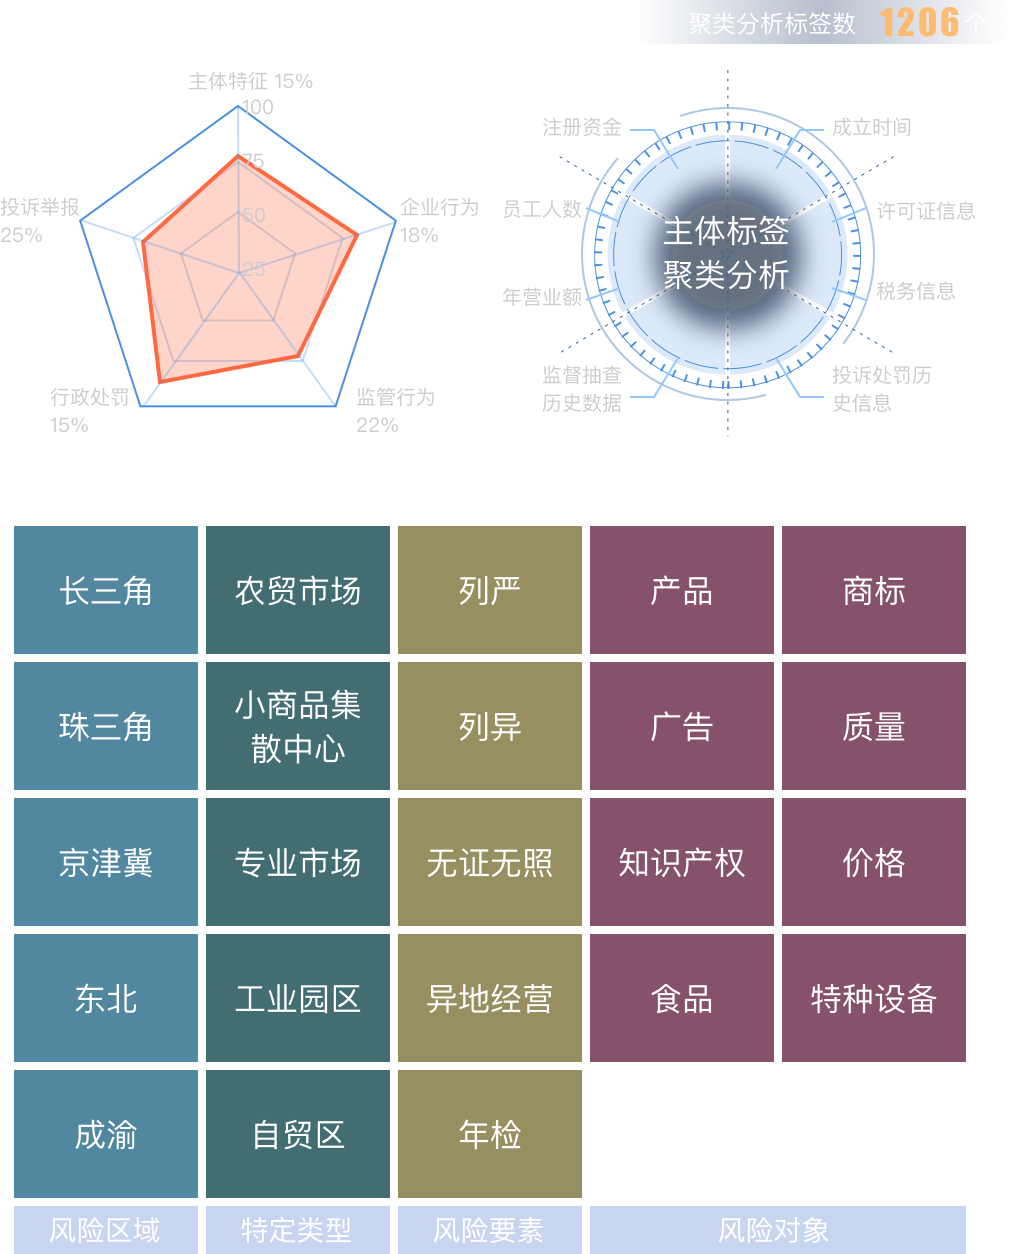 聚类分析标签数 1206 个
主体特征 15%
100
75
50
25
投诉举报
25%
企业行为
18%
行政处罚
15%
监管行为
22%
注册资金
成立时间
员工人数
许可证信息
主体标签
聚类分析
年营业额
税务信息
监督抽查
历史数据
投诉处罚历
史信息
长三角 农贸市场 列严 产品 商标
珠三角 小商品集
散中心 列异 广告 质量
京津冀 专业市场 无证无照 知识产权 价格
东北 工业园区 异地经营 食品 特种设备
成渝 自贸区 年检
风险区域 特定类型 风险要素 风险对象